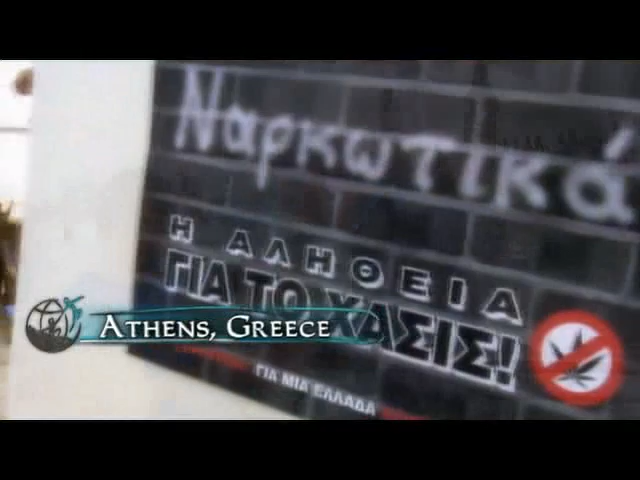 Ναρκωτικά
Η ΑΛΗΘΕΙΑ
ΓΙΑ ΤΟ ΧΑΣΙΣ!
ΓΙΑ ΜΙΑ ΕΛΛΑΔΑ
ATHENS, GREECE